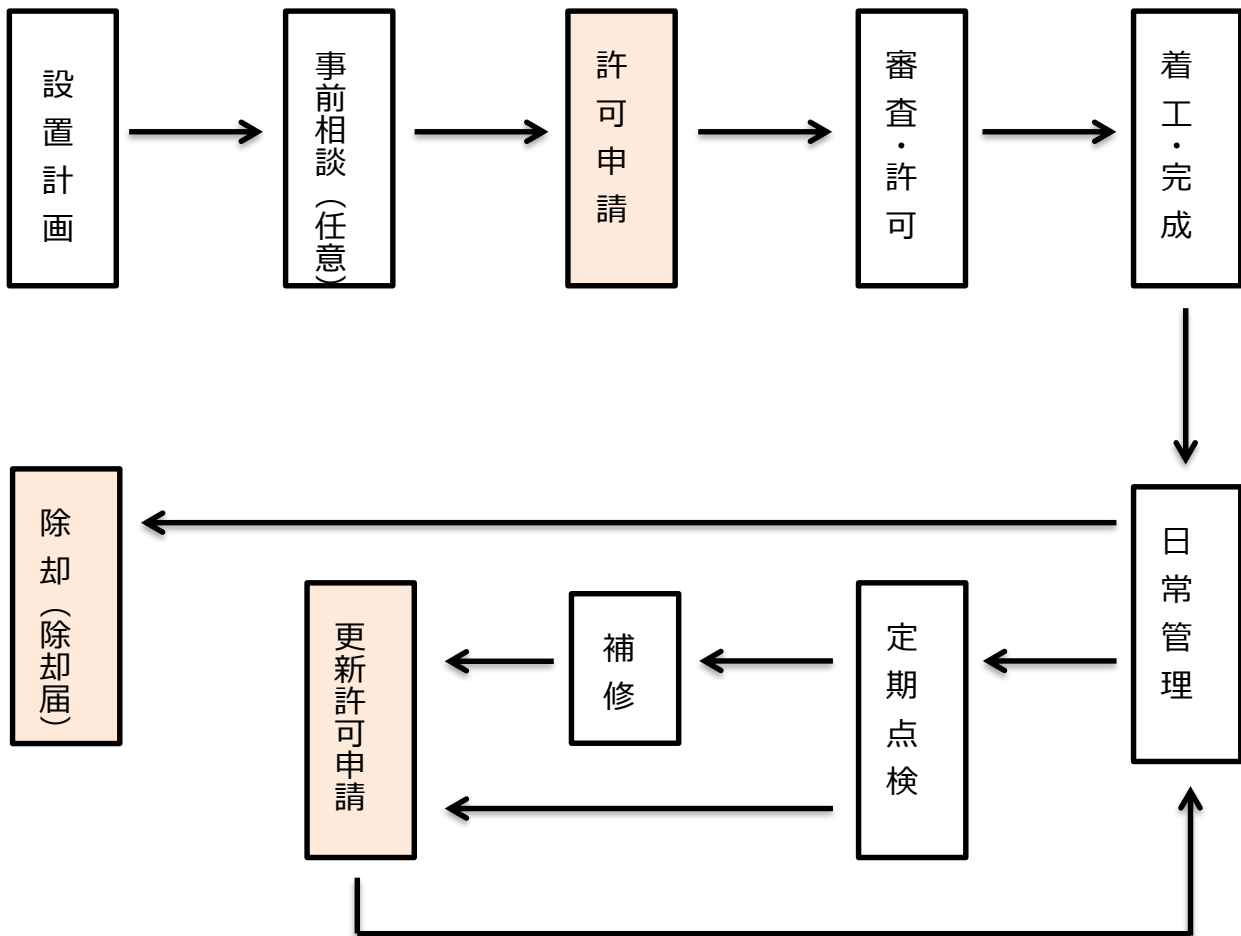 設置計画
事前相談（任意）
許可申請
審査・許可
着工・完成
日常管理
定期点検
補修
更新許可申請
除却（除却届）